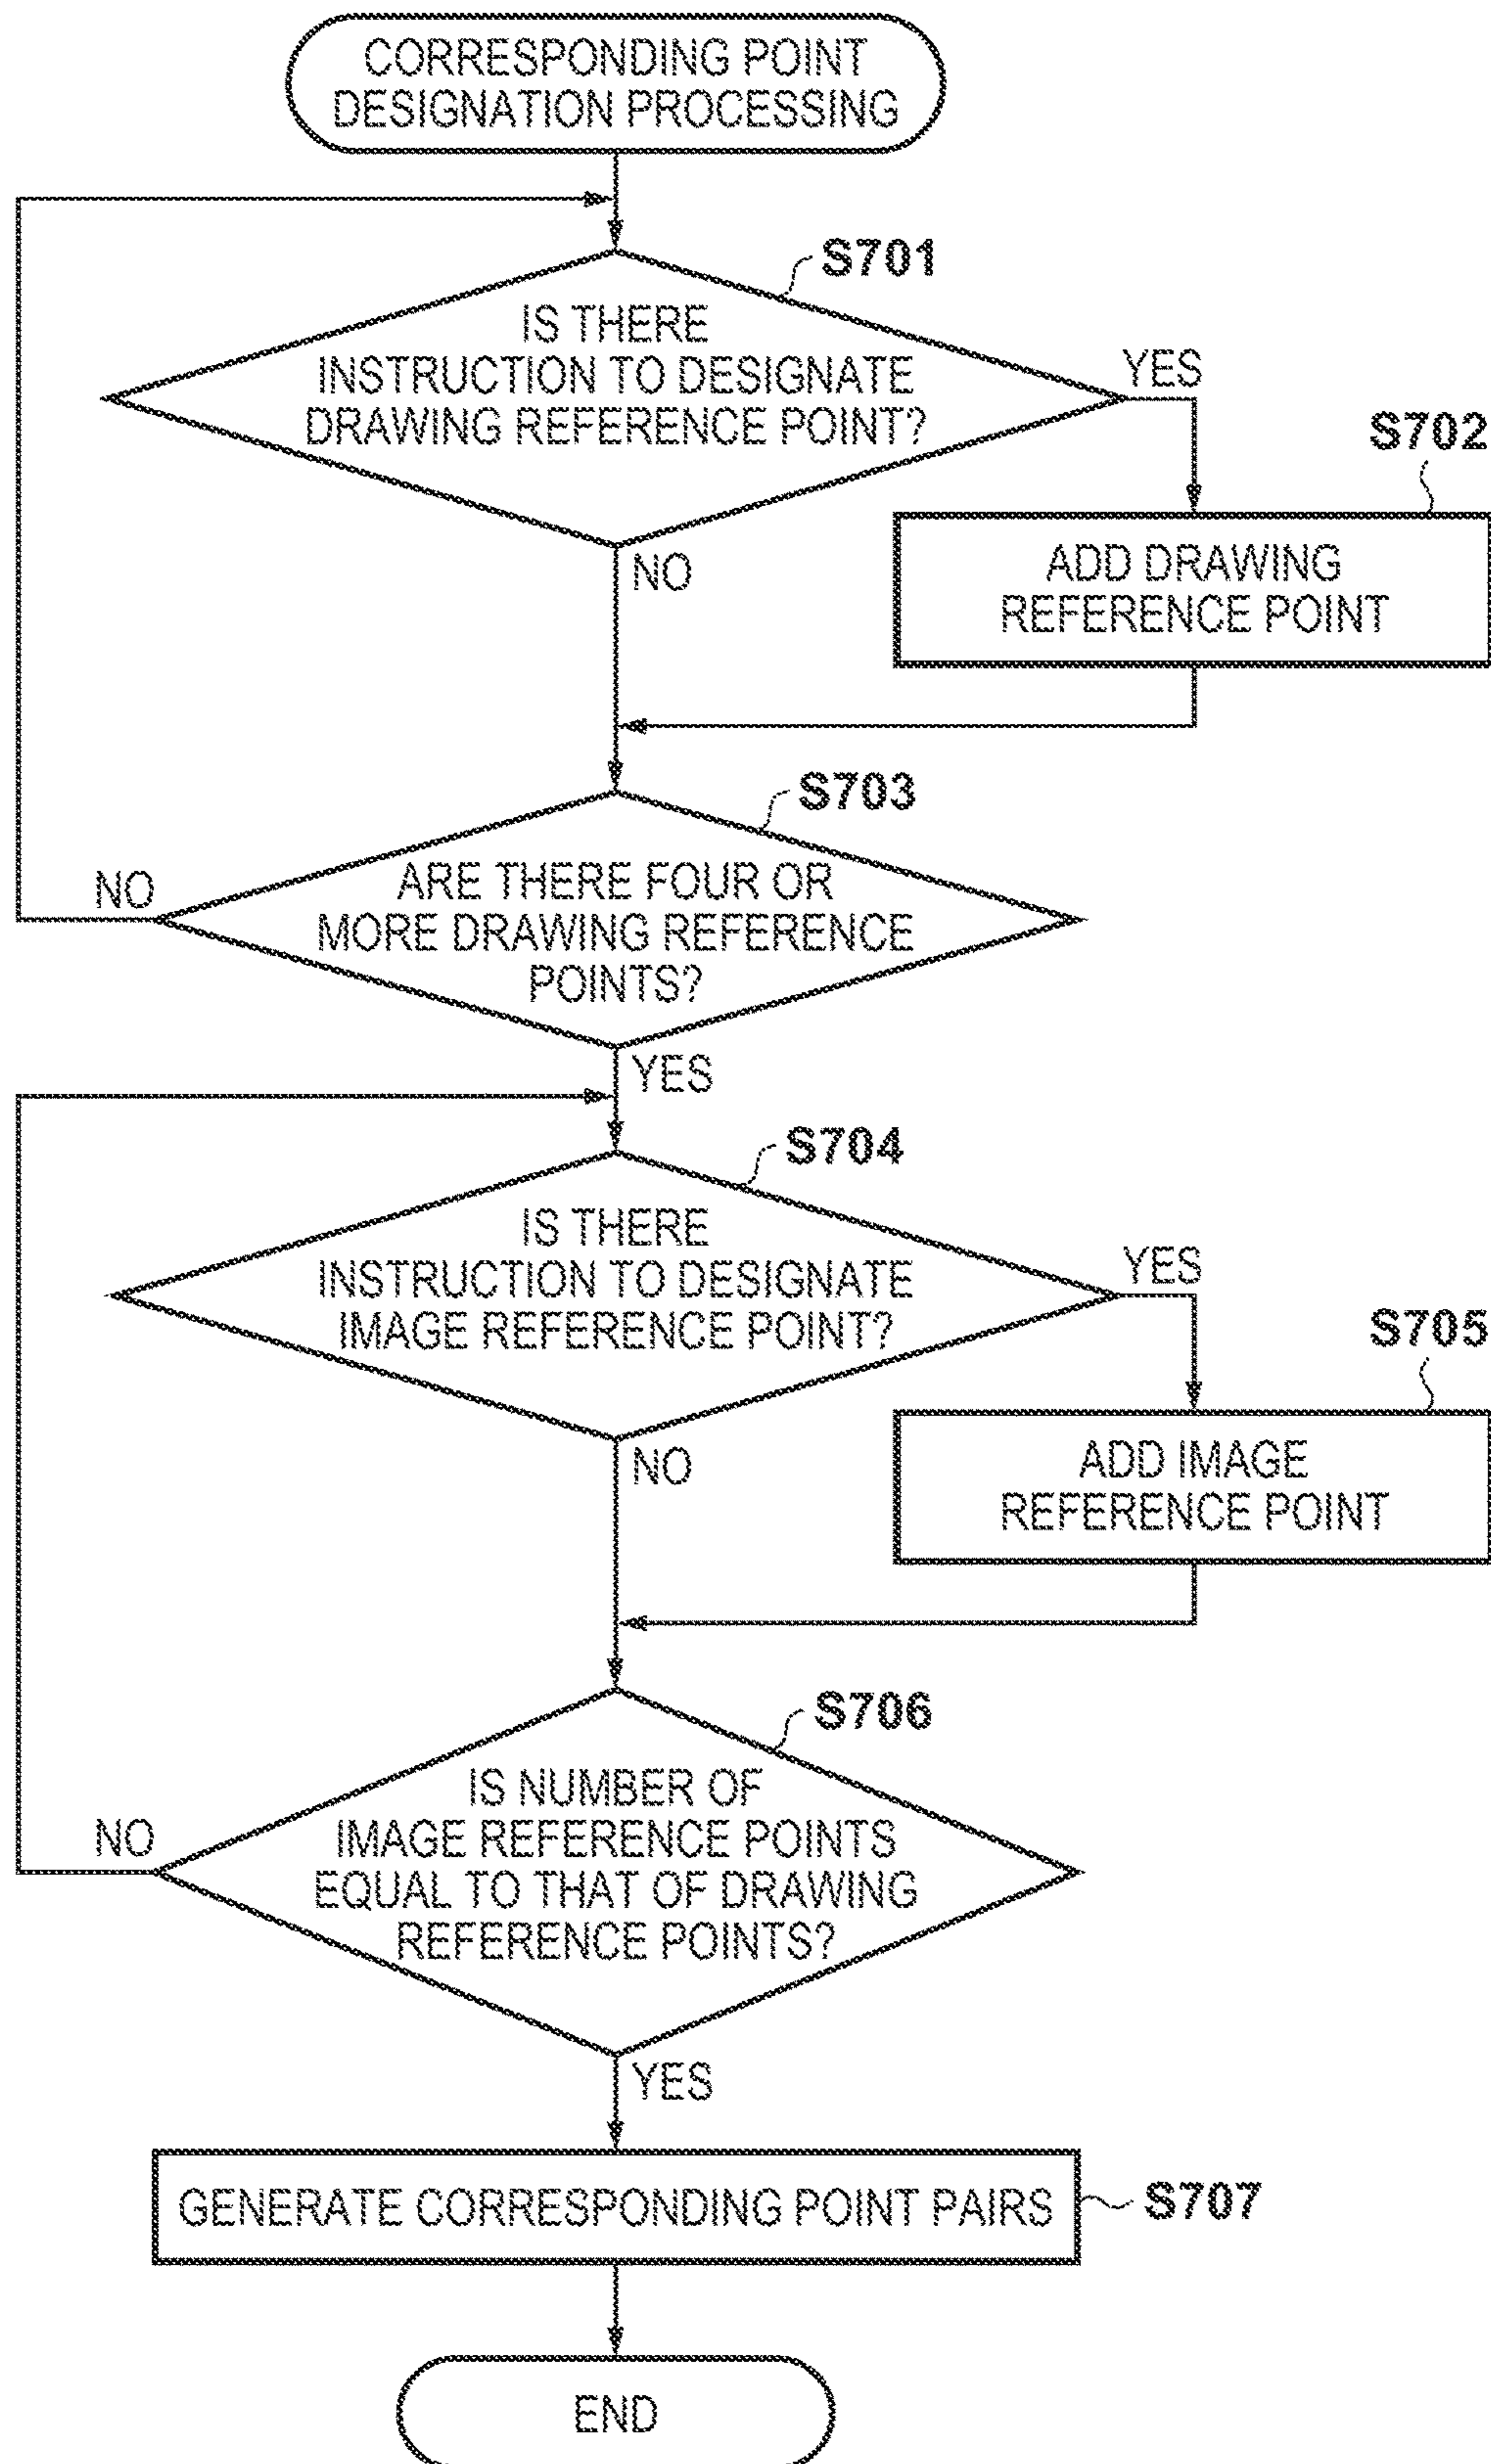 CORRESPONDING POINT
DESIGNATION PROCESSING
S701
IS THERE
INSTRUCTION TO DESIGNATE
DRAWING REFERENCE POINT?
YES
S702
ADD DRAWING
REFERENCE POINT
NO
S703
ARE THERE FOUR OR
MORE DRAWING REFERENCE
POINTS?
NO
YES
S704
IS THERE
INSTRUCTION TO DESIGNATE
IMAGE REFERENCE POINT?
YES
S705
ADD IMAGE
REFERENCE POINT
NO
S706
IS NUMBER OF
IMAGE REFERENCE POINTS
EQUAL TO THAT OF DRAWING
REFERENCE POINTS?
NO
YES
GENERATE CORRESPONDING POINT PAIRS
S707
END